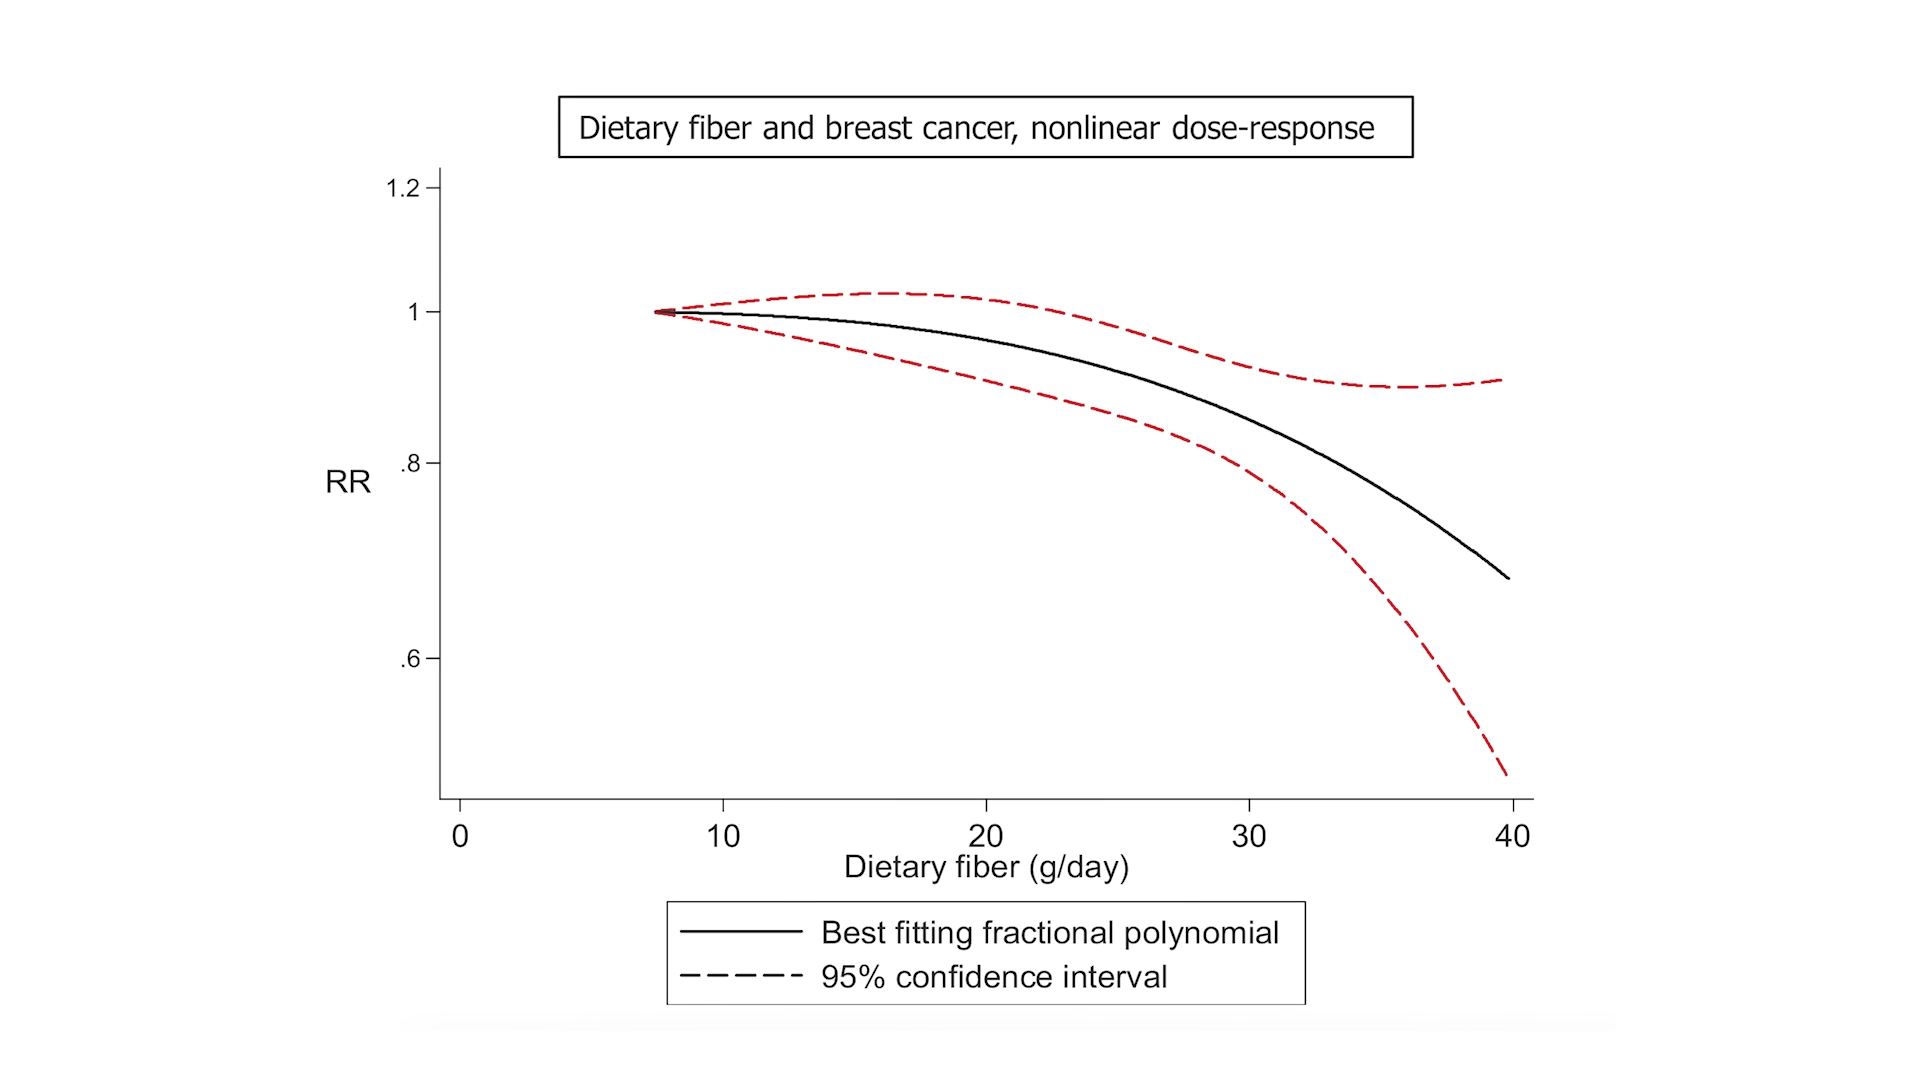 Dietary fiber and breast cancer, nonlinear dose-response
1.2
1
.8
RR
.6
0 10 20 30 40
Dietary fiber (g/day)
Best fitting fractional polynomial
95% confidence interval